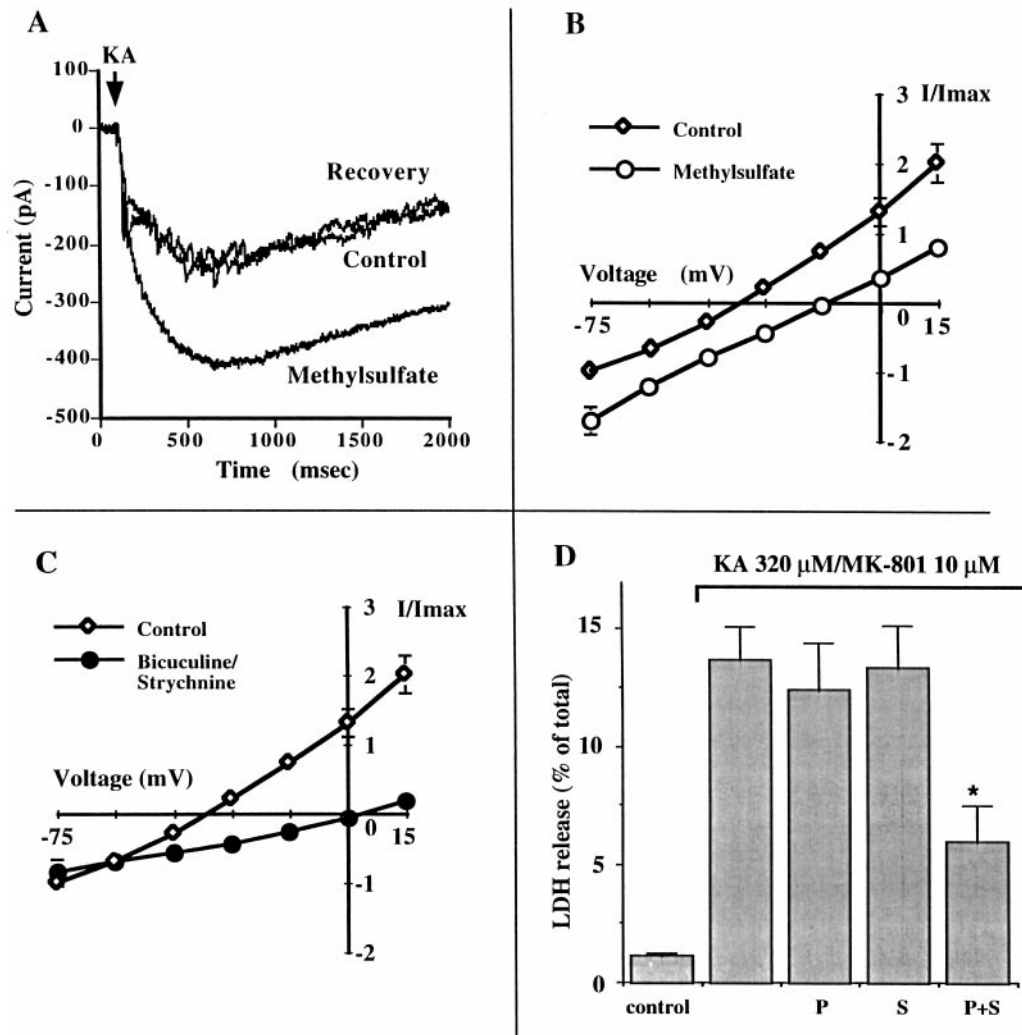 A
KA
100
0
-100
-200
-300
-400
-500
Current (pA)
Recovery
Control
Methylsulfate
0 500 1000 1500 2000
Time (msec)
B
3 I/Imax
Control
Methylsulfate
2
1
Voltage (mV)
-75 0 15
-1
-2
C
3 I/Imax
Control
Bicuculine/
Strychnine
2
1
Voltage (mV)
-75 0 15
-1
-2
D
KA 320 μM/MK-801 10 μM
15
10
5
0
LDH release (% of total)
*
control P S P+S